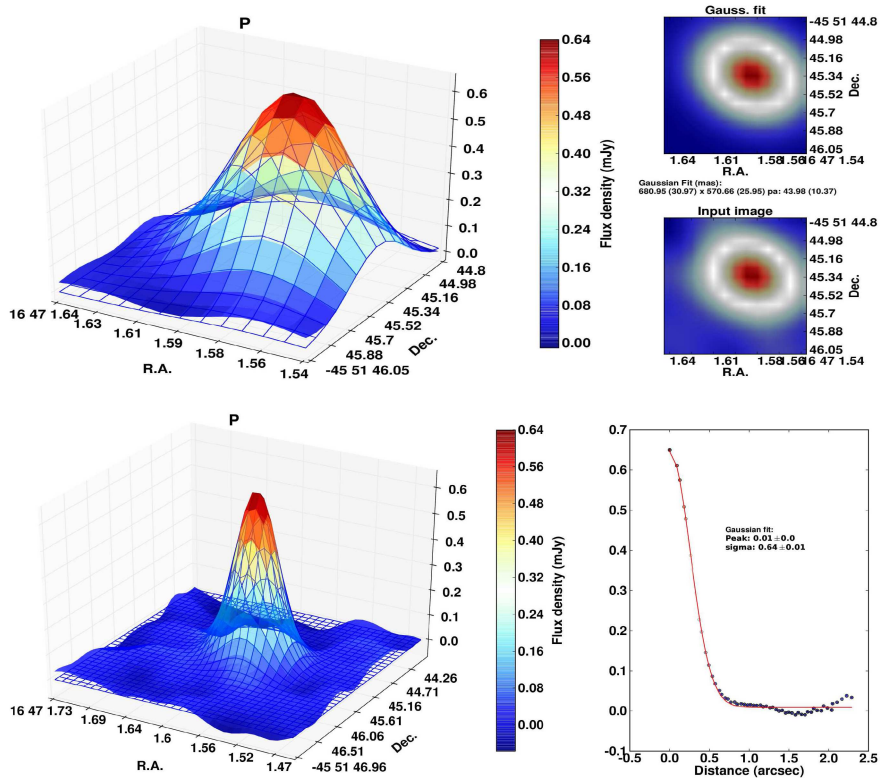 P
0.6
0.5
0.4
0.3
0.2
0.1
0.0
44.8
44.98
45.16
45.34
45.52
45.7
45.88
-45 51 46.05
Dec.
16 47 1.64
1.63
1.61
1.59
1.58
1.56
1.54
R.A.
0.64
0.56
0.48
0.40
0.32
0.24
0.16
0.08
0.00
Flux density (mJy)
Gauss. fit
-45 51 44.8
44.98
45.16
45.34
45.52
45.7
45.88
46.05
Dec.
1.64 1.61 1.58 1.56 16 47 1.54
R.A.
Gaussian Fit (mas):
680.95 (30.97) x 570.66 (25.95) pa: 43.98 (10.37)
Input image
-45 51 44.8
44.98
45.16
45.34
45.52
45.7
45.88
46.05
Dec.
1.64 1.61 1.58 1.56 16 47 1.54
R.A.
P
0.6
0.5
0.4
0.3
0.2
0.1
0.0
44.26
44.71
45.16
45.61
46.06
46.51
-45 51 46.96
Dec.
16 47 1.73
1.69
1.64
1.6
1.56
1.52
1.47
R.A.
0.64
0.56
0.48
0.40
0.32
0.24
0.16
0.08
0.00
Flux density (mJy)
0.7
0.6
0.5
0.4
0.3
0.2
0.1
0.0
-0.1
Gaussian fit:
Peak: 0.01 ±0.0
sigma: 0.64 ±0.01
-0.5 0.0 0.5 1.0 1.5 2.0 2.5
Distance (arcsec)